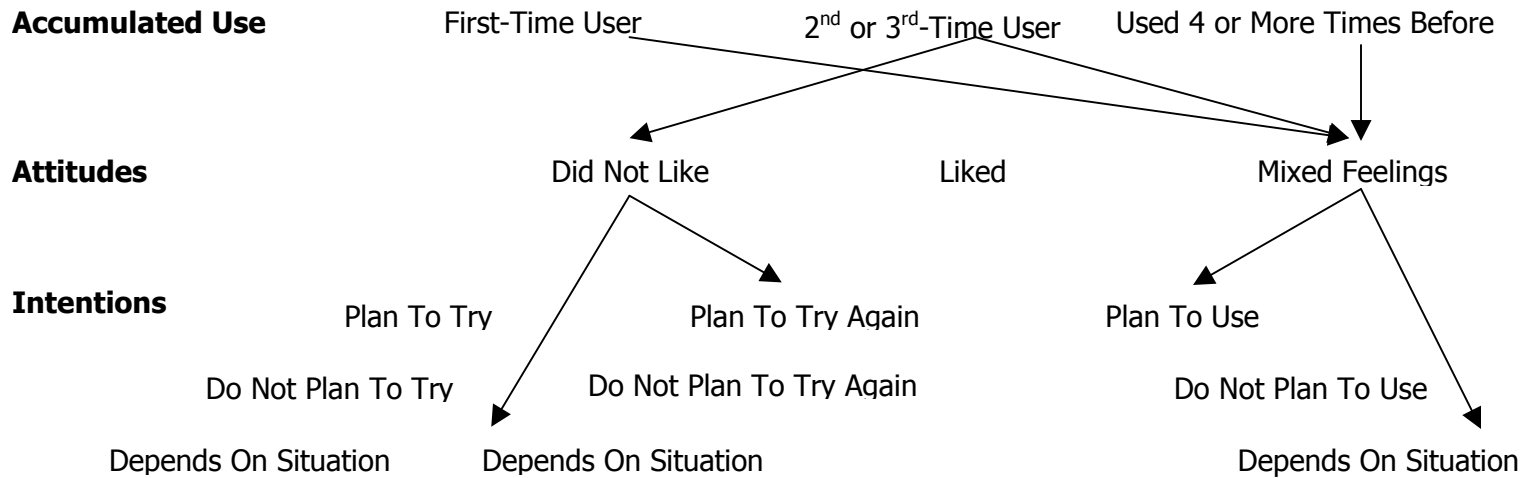 Accumulated Use First-Time User 2nd or 3rd-Time User Used 4 or More Times Before
Attitudes Did Not Like Liked Mixed Feelings
Intentions Plan To Try Plan To Try Again Plan To Use
Do Not Plan To Try Do Not Plan To Try Again Do Not Plan To Use
Depends On Situation Depends On Situation Depends On Situation